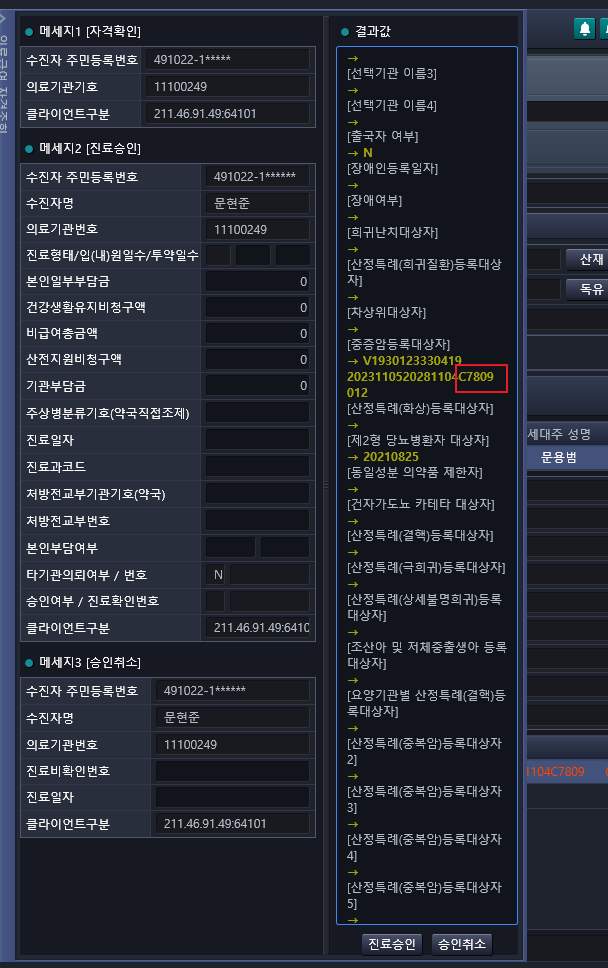 의료급여 자격조회
메세지1 [자격확인]
수진자 주민등록번호 491022-1*****
의료기관기호 11100249
클라이언트구분 211.46.91.49:64101
메세지2 [진료승인]
수진자 주민등록번호 491022-1******
수진자명 문현준
의료기관번호 11100249
진료형태/입(내)원일수/투약일수
본인일부부담금 0
건강생활유지비청구액 0
비급여총금액 0
산전지원비청구액 0
기관부담금 0
주상병분류기호(약국직접조제)
진료일자
진료과코드
처방전교부기관기호(약국)
처방전교부번호
본인부담여부
타기관의뢰여부 / 번호 N
승인여부 / 진료확인번호
클라이언트구분 211.46.91.49:6410
메세지3 [승인취소]
수진자 주민등록번호 491022-1******
수진자명 문현준
의료기관번호 11100249
진료비확인번호
진료일자
클라이언트구분 211.46.91.49:64101
결과값
→
[선택기관 이름3]
→
[선택기관 이름4]
→
[출국자 여부]
→ N
[장애인등록일자]
→
[장애여부]
→
[희귀난치대상자]
→
[산정특례(희귀질환)등록대상
자]
→
[차상위대상자]
→
[중증암등록대상자]
→ V1930123330419
2023110520281104C7809
012
[산정특례(화상)등록대상자]
→
[제2형 당뇨병환자 대상자]
→ 20210825
[동일성분 의약품 제한자]
→
[건자가도뇨 카테타 대상자]
→
[산정특례(결핵)등록대상자]
→
[산정특례(극희귀)등록대상자]
→
[산정특례(상세불명희귀)등록
대상자]
→
[조산아 및 저체중출생아 등록
대상자]
→
[요양기관별 산정특례(결핵)등
록대상자]
→
[산정특례(중복암)등록대상자
2]
→
[산정특례(중복암)등록대상자
3]
→
[산정특례(중복암)등록대상자
4]
→
[산정특례(중복암)등록대상자
5]
→
진료승인 승인취소
산재
독유
세대주 성명
문용범
1104C7809